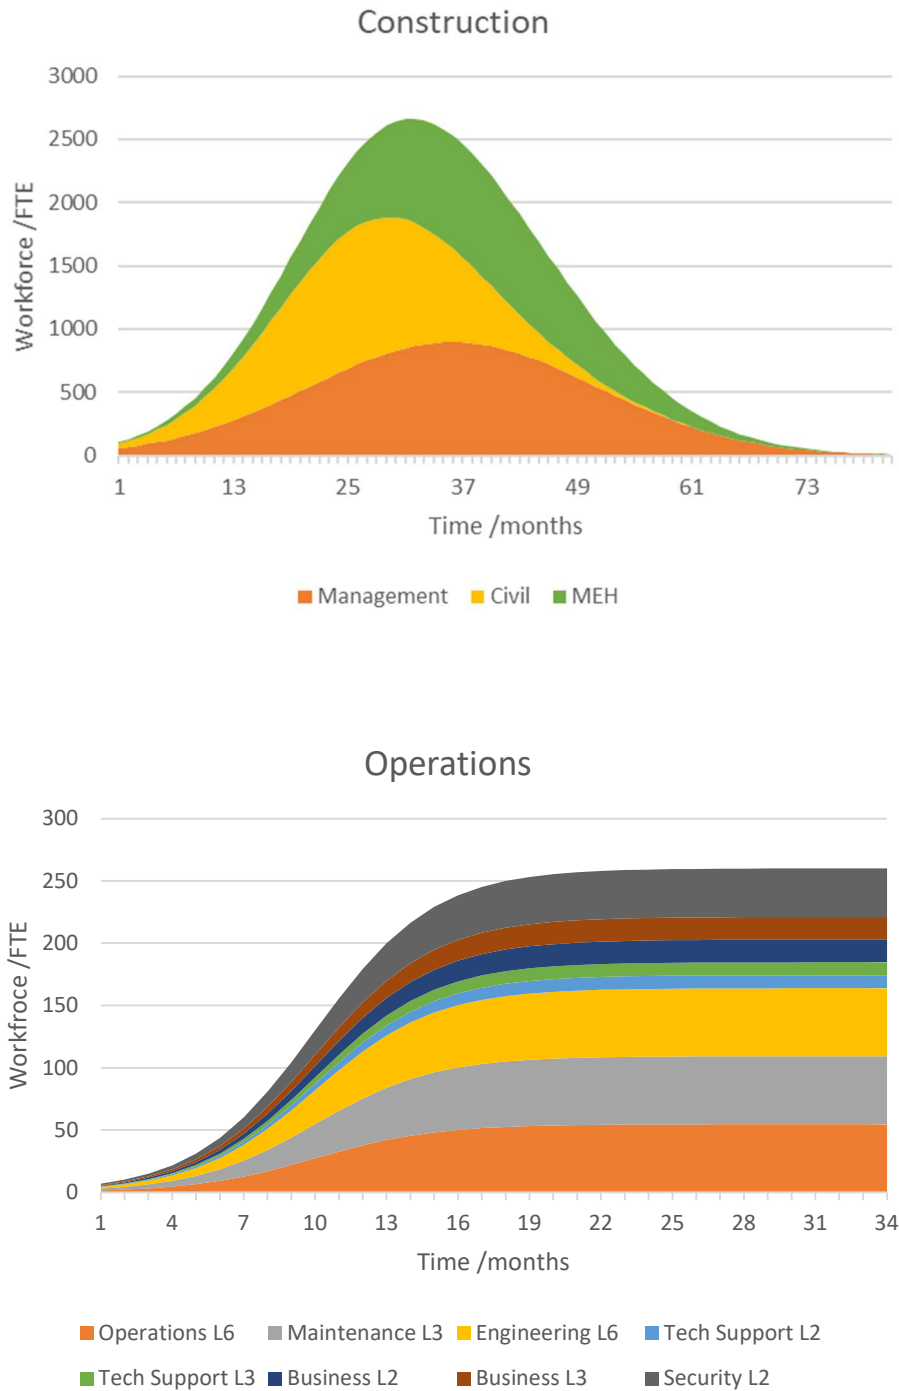 Construction
3000
2500
2000
1500
1000
500
0
Workforce /FTE
1 13 25 37 49 61 73
Time /months
Management Civil MEH
Operations
300
250
200
150
100
50
0
Workfroce /FTE
1 4 7 10 13 16 19 22 25 28 31 34
Time /months
Operations L6 Maintenance L3 Engineering L6 Tech Support L2
Tech Support L3 Business L2 Business L3 Security L2